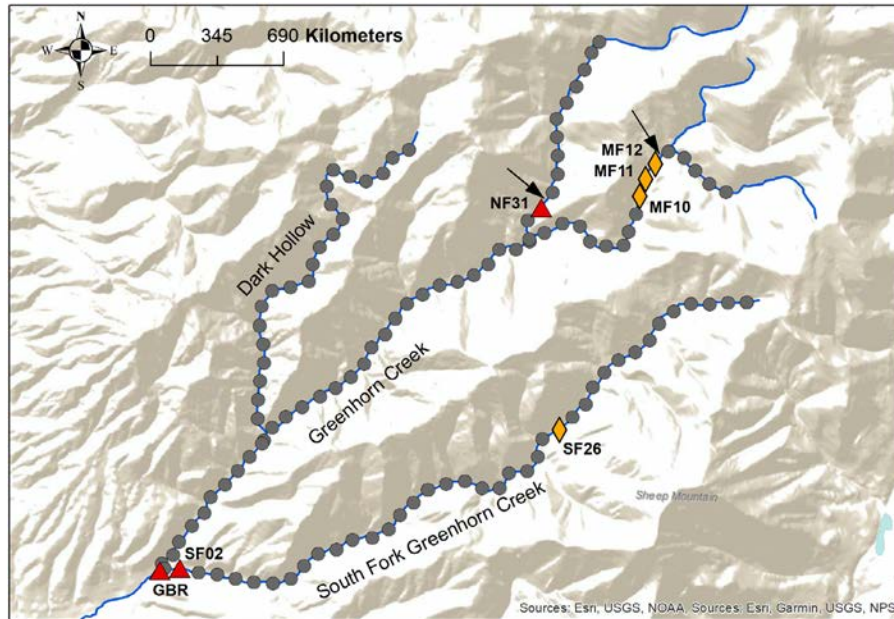 N
W E
S
0 345 690 Kilometers
MF12
MF11
NF31
MF10
Dark Hollow
Greenhorn Creek
SF26
Sheep Mountain
South Fork Greenhorn Creek
SF02
GBR
Sources: Esri, USGS, NOAA, Sources: Esri, Garmin, USGS, NPS